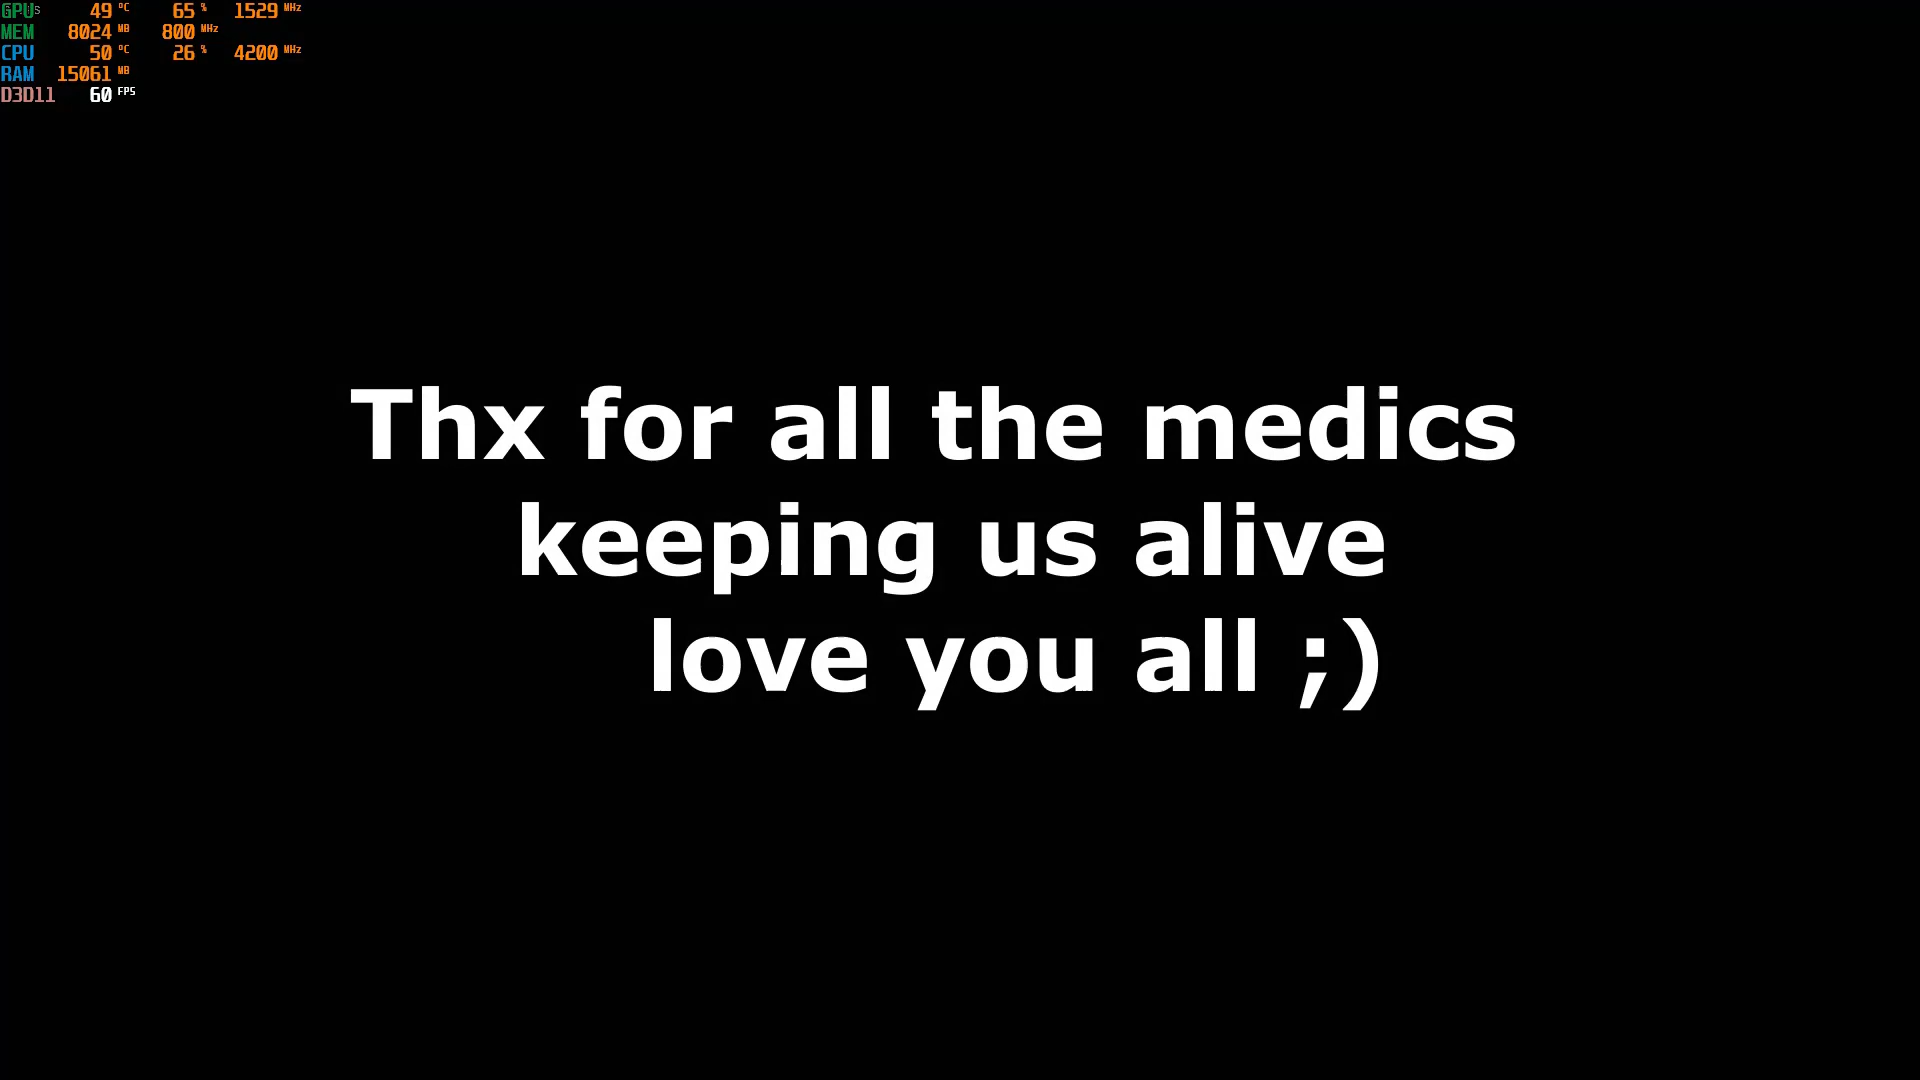 GPU 49 °C 65 % 1529 MHz
MEM 8024 MB 800 MHz
CPU 50 °C 26 % 4200 MHz
RAM 15061 MB
D3D11 60 FPS
Thx for all the medics
keeping us alive
love you all ;)